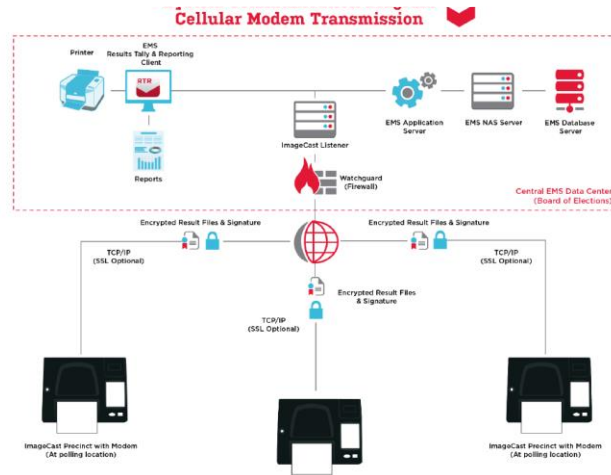 Cellular Modem Transmission
EMS
Results Tally & Reporting
Client
Printer
RTR
Reports
ImageCast Listener
EMS Application
Server
EMS NAS Server
EMS Database
Server
Watchguard
(Firewall)
Central EMS Data Center
(Board of Elections)
Encrypted Result Files & Signature
Encrypted Result Files & Signature
TCP/IP
(SSL Optional)
TCP/IP
(SSL Optional)
Encrypted Result Files
& Signature
TCP/IP
(SSL Optional)
ImageCast Precinct with Modem
(At polling location)
ImageCast Precinct with Modem
(At polling location)